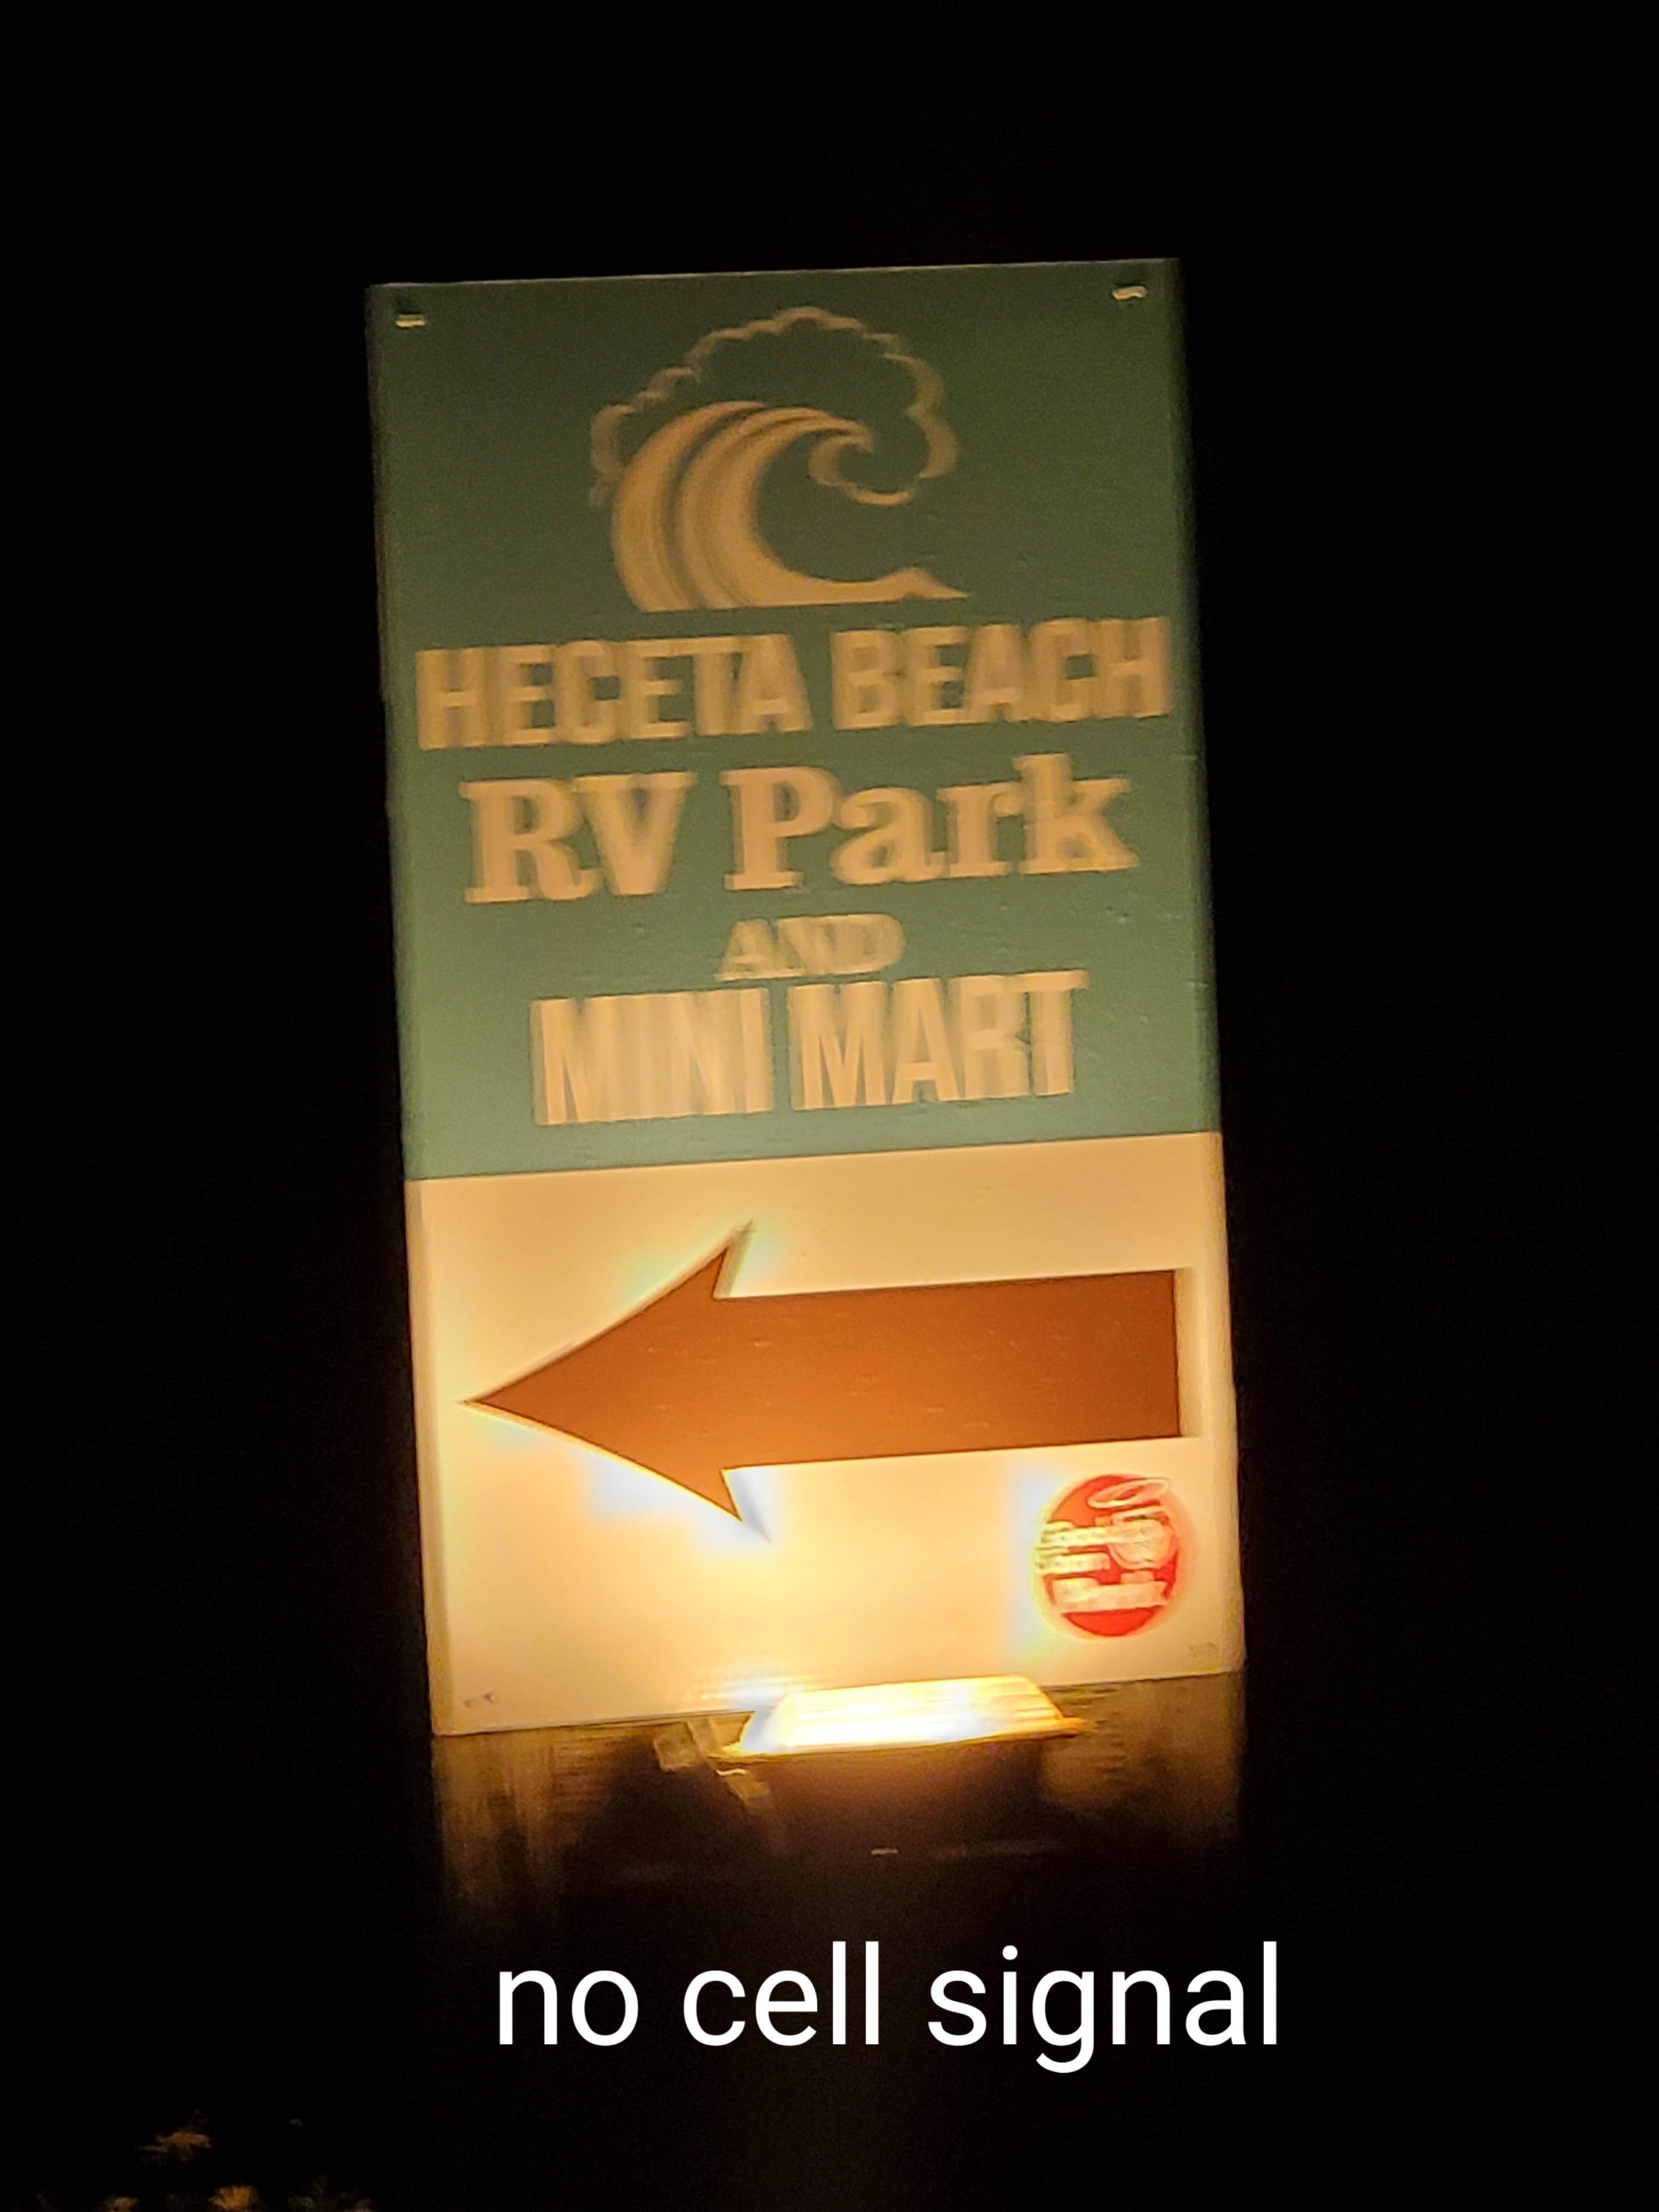 HECETA BEACH
RV Park
AND
MINI MART
no cell signal